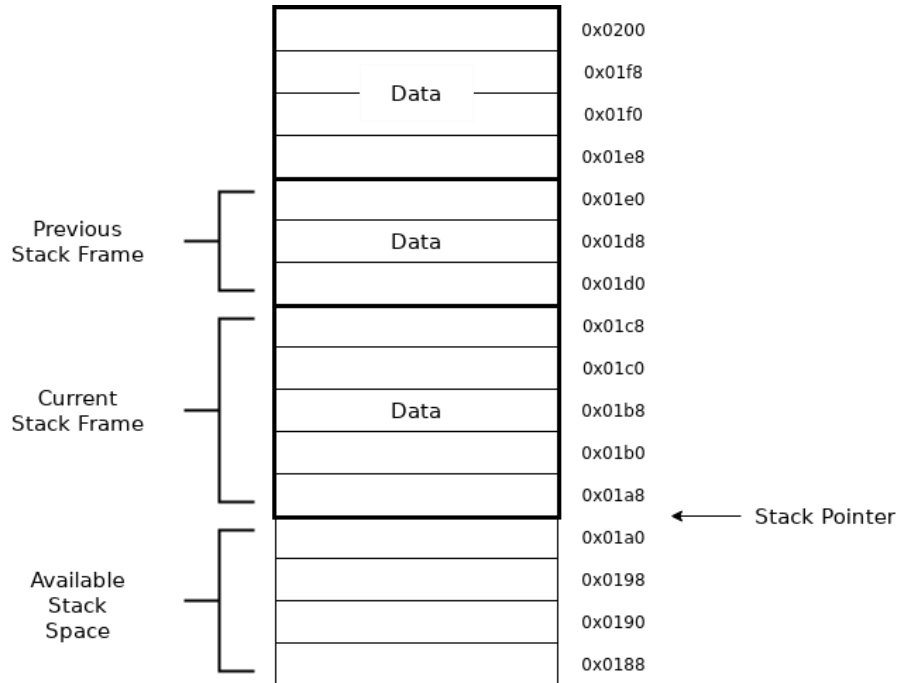 0x0200
0x01f8
Data
0x01f0
0x01e8
0x01e0
Previous
Stack Frame
Data
0x01d8
0x01d0
0x01c8
0x01c0
Current
Stack Frame
Data
0x01b8
0x01b0
0x01a8
Stack Pointer
0x01a0
Available
Stack
Space
0x0198
0x0190
0x0188